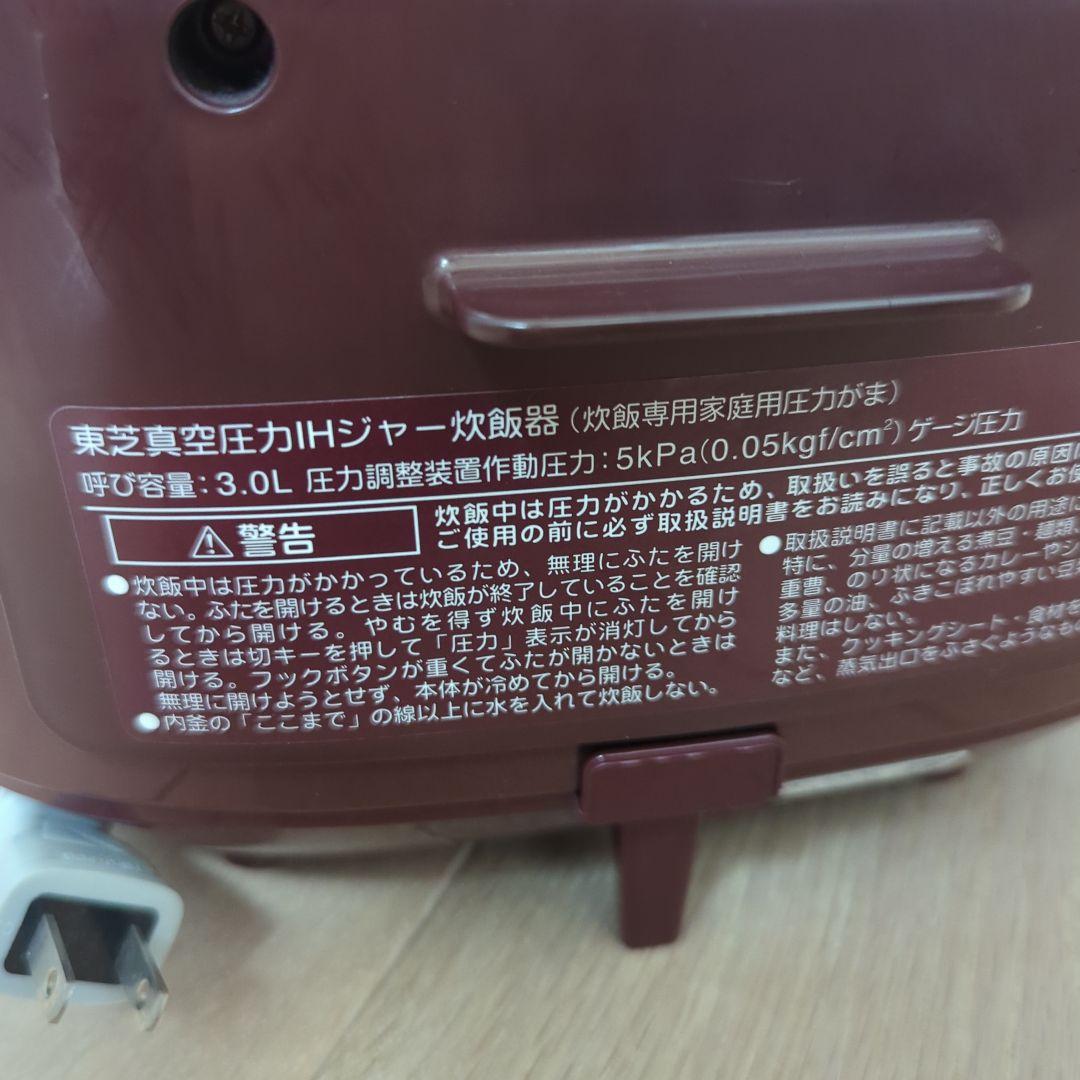 東芝真空圧力IHジャー炊飯器（炊飯専用家庭用圧力がま）
呼び容量：3.0L 圧力調整装置作動圧力：5kPa(0.05kgf/cm²)ゲージ圧力
⚠警告
炊飯中は圧力がかかるため、取扱いを誤ると事故の原因に
ご使用の前に必ず取扱説明書をお読みになり、正しくお使
●炊飯中は圧力がかかっているため、無理にふたを開け
ない。ふたを開けるときは炊飯が終了していることを確認
してから開ける。やむを得ず炊飯中にふたを開け
るときは切キーを押して「圧力」表示が消灯してから
開ける。フックボタンが重くてふたが開かないときは
無理に開けようとせず、本体が冷めてから開ける。
●内釜の「ここまで」の線以上に水を入れて炊飯しない。
●取扱説明書に記載以外の用途に
特に、分量の増える煮豆・麺類、
重曹、のり状になるカレーやシ
多量の油、ふきこぼれやすい豆
料理はしない。
また、クッキングシート・食材を
など、蒸気出口をふさぐようなもの